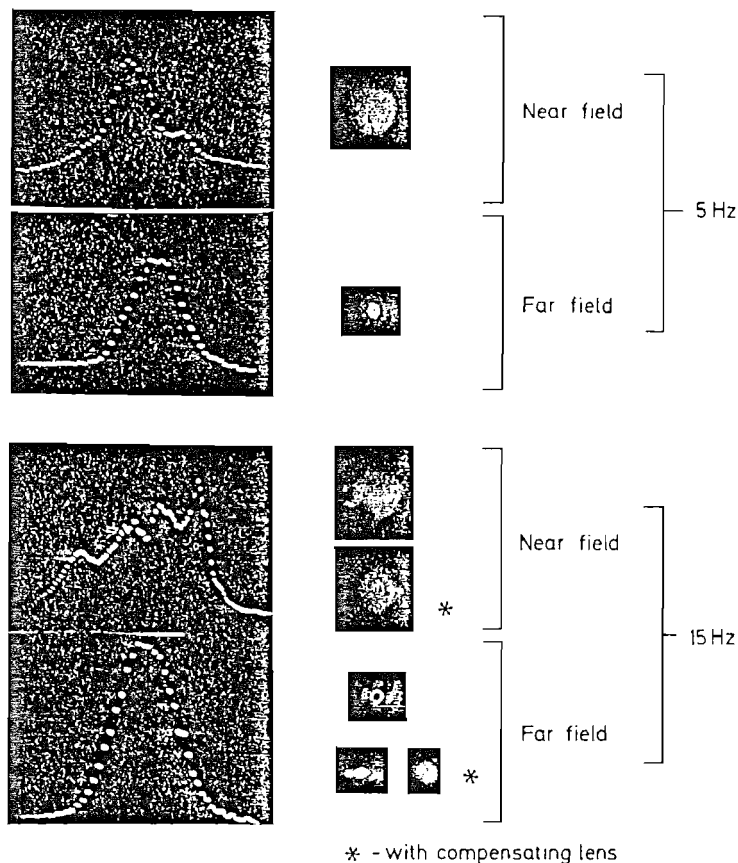 Near field
5 Hz
Far field
Near field
*
15 Hz
Far field
*
* - with compensating lens